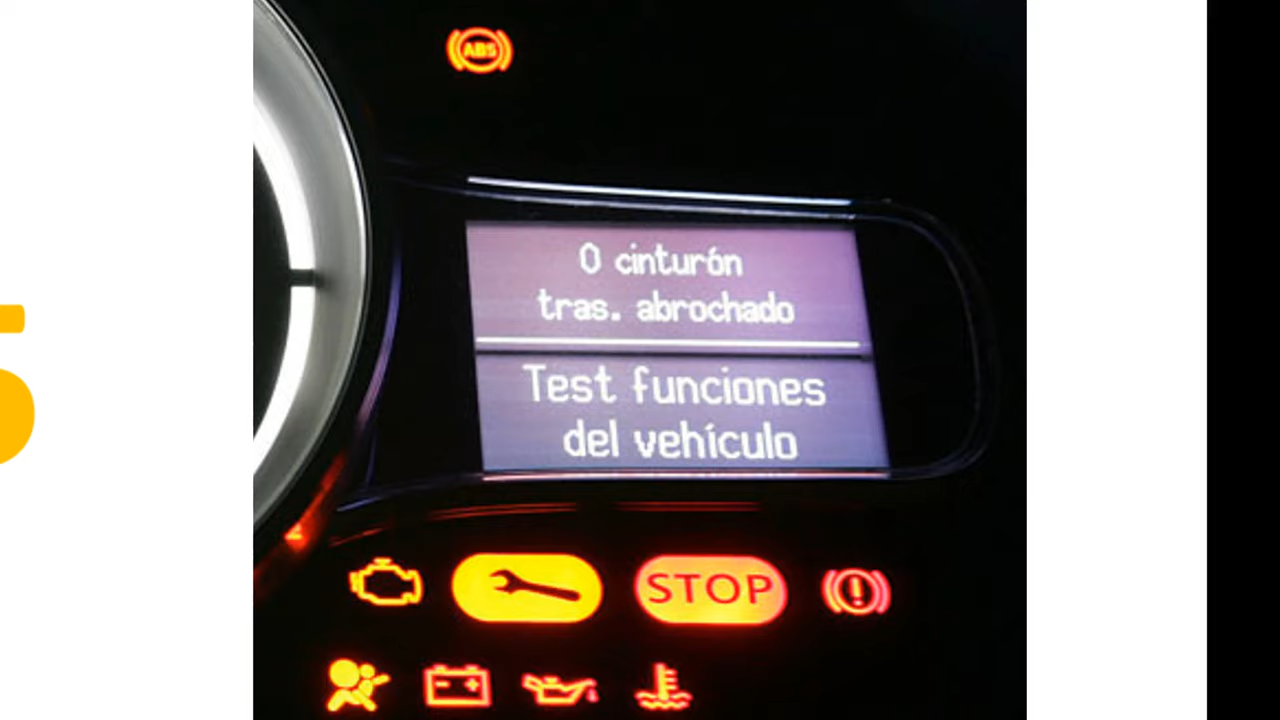 ABS
0 cinturón
tras. abrochado
Test funciones
del vehículo
STOP